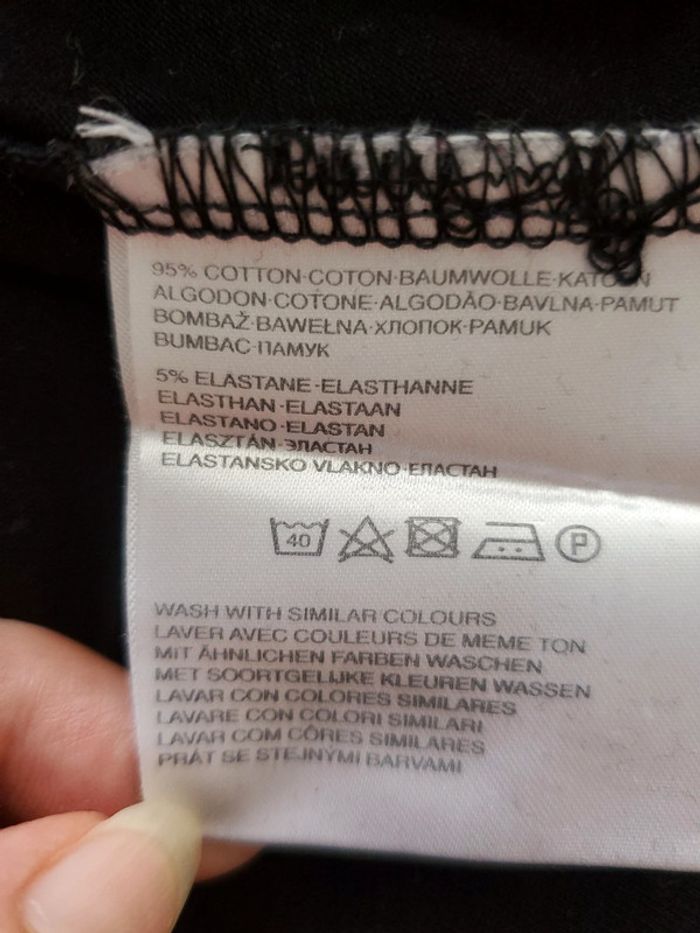 95% COTTON·COTON·BAUMWOLLE·KATOEN
ALGODON·COTONE·ALGODÃO·BAVLNA·PAMUT
BOMBAŽ·BAWEŁNA·ХЛОПОК·PAMUK
BUMBAC·ПАМУК
5% ELASTANE·ELASTHANNE
ELASTHAN·ELASTAAN
ELASTANO·ELASTAN
ELASZTÁN·ЭЛАСТАН
ELASTANSKO VLAKNO·ЕЛАСТАН
40 P
WASH WITH SIMILAR COLOURS
LAVER AVEC COULEURS DE MEME TON
MIT ÄHNLICHEN FARBEN WASCHEN
MET SOORTGELIJKE KLEUREN WASSEN
LAVAR CON COLORES SIMILARES
LAVARE CON COLORI SIMILARI
LAVAR COM CÔRES SIMILARES
PRÁT SE STEJNÝMI BARVAMI